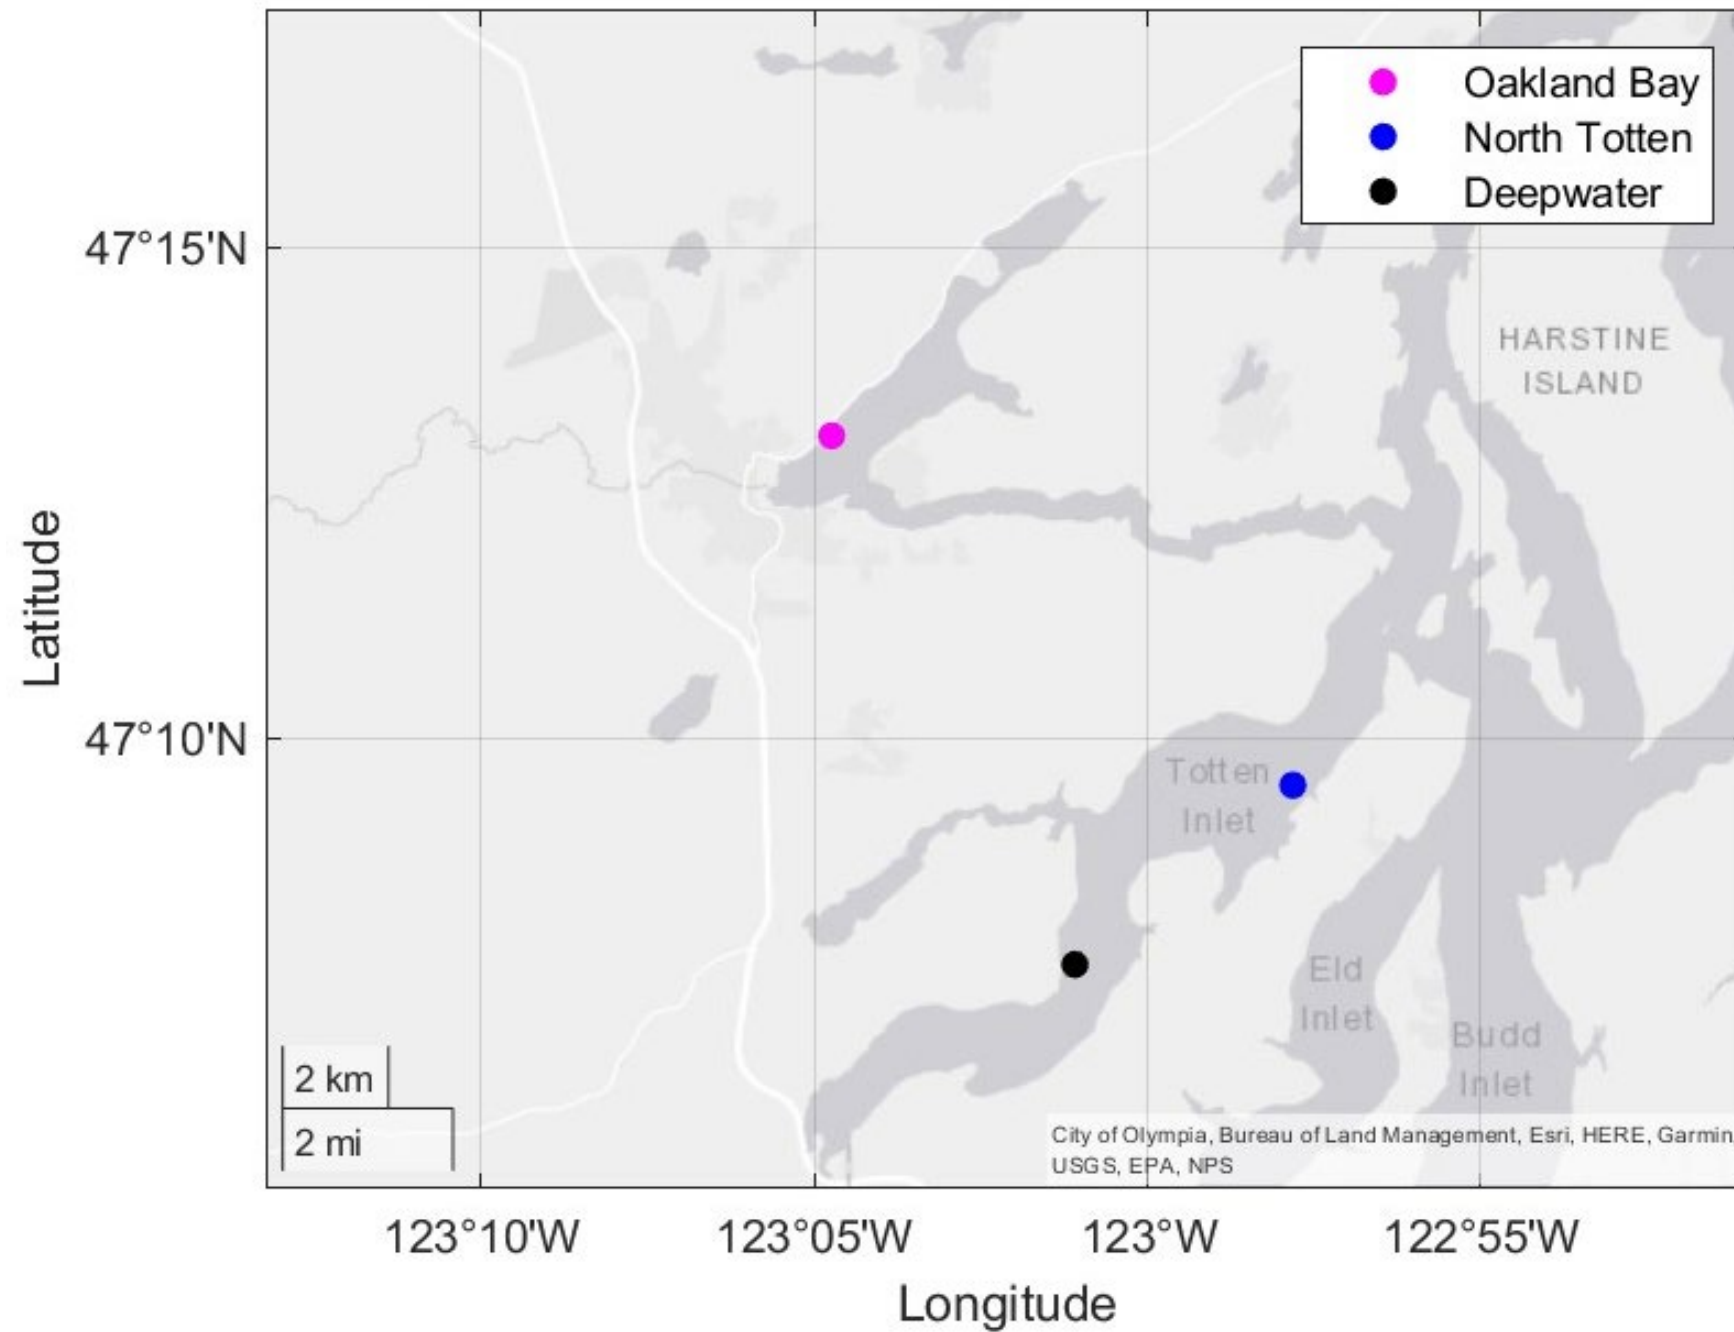 Oakland Bay
North Totten
Deepwater
47°15'N
HARSTINE
ISLAND
Latitude
47°10'N
Totten
Inlet
Eld
Inlet
Budd
Inlet
2 km
2 mi
City of Olympia, Bureau of Land Management, Esri, HERE, Garmin,
USGS, EPA, NPS
123°10'W
123°05'W
123°W
122°55'W
Longitude